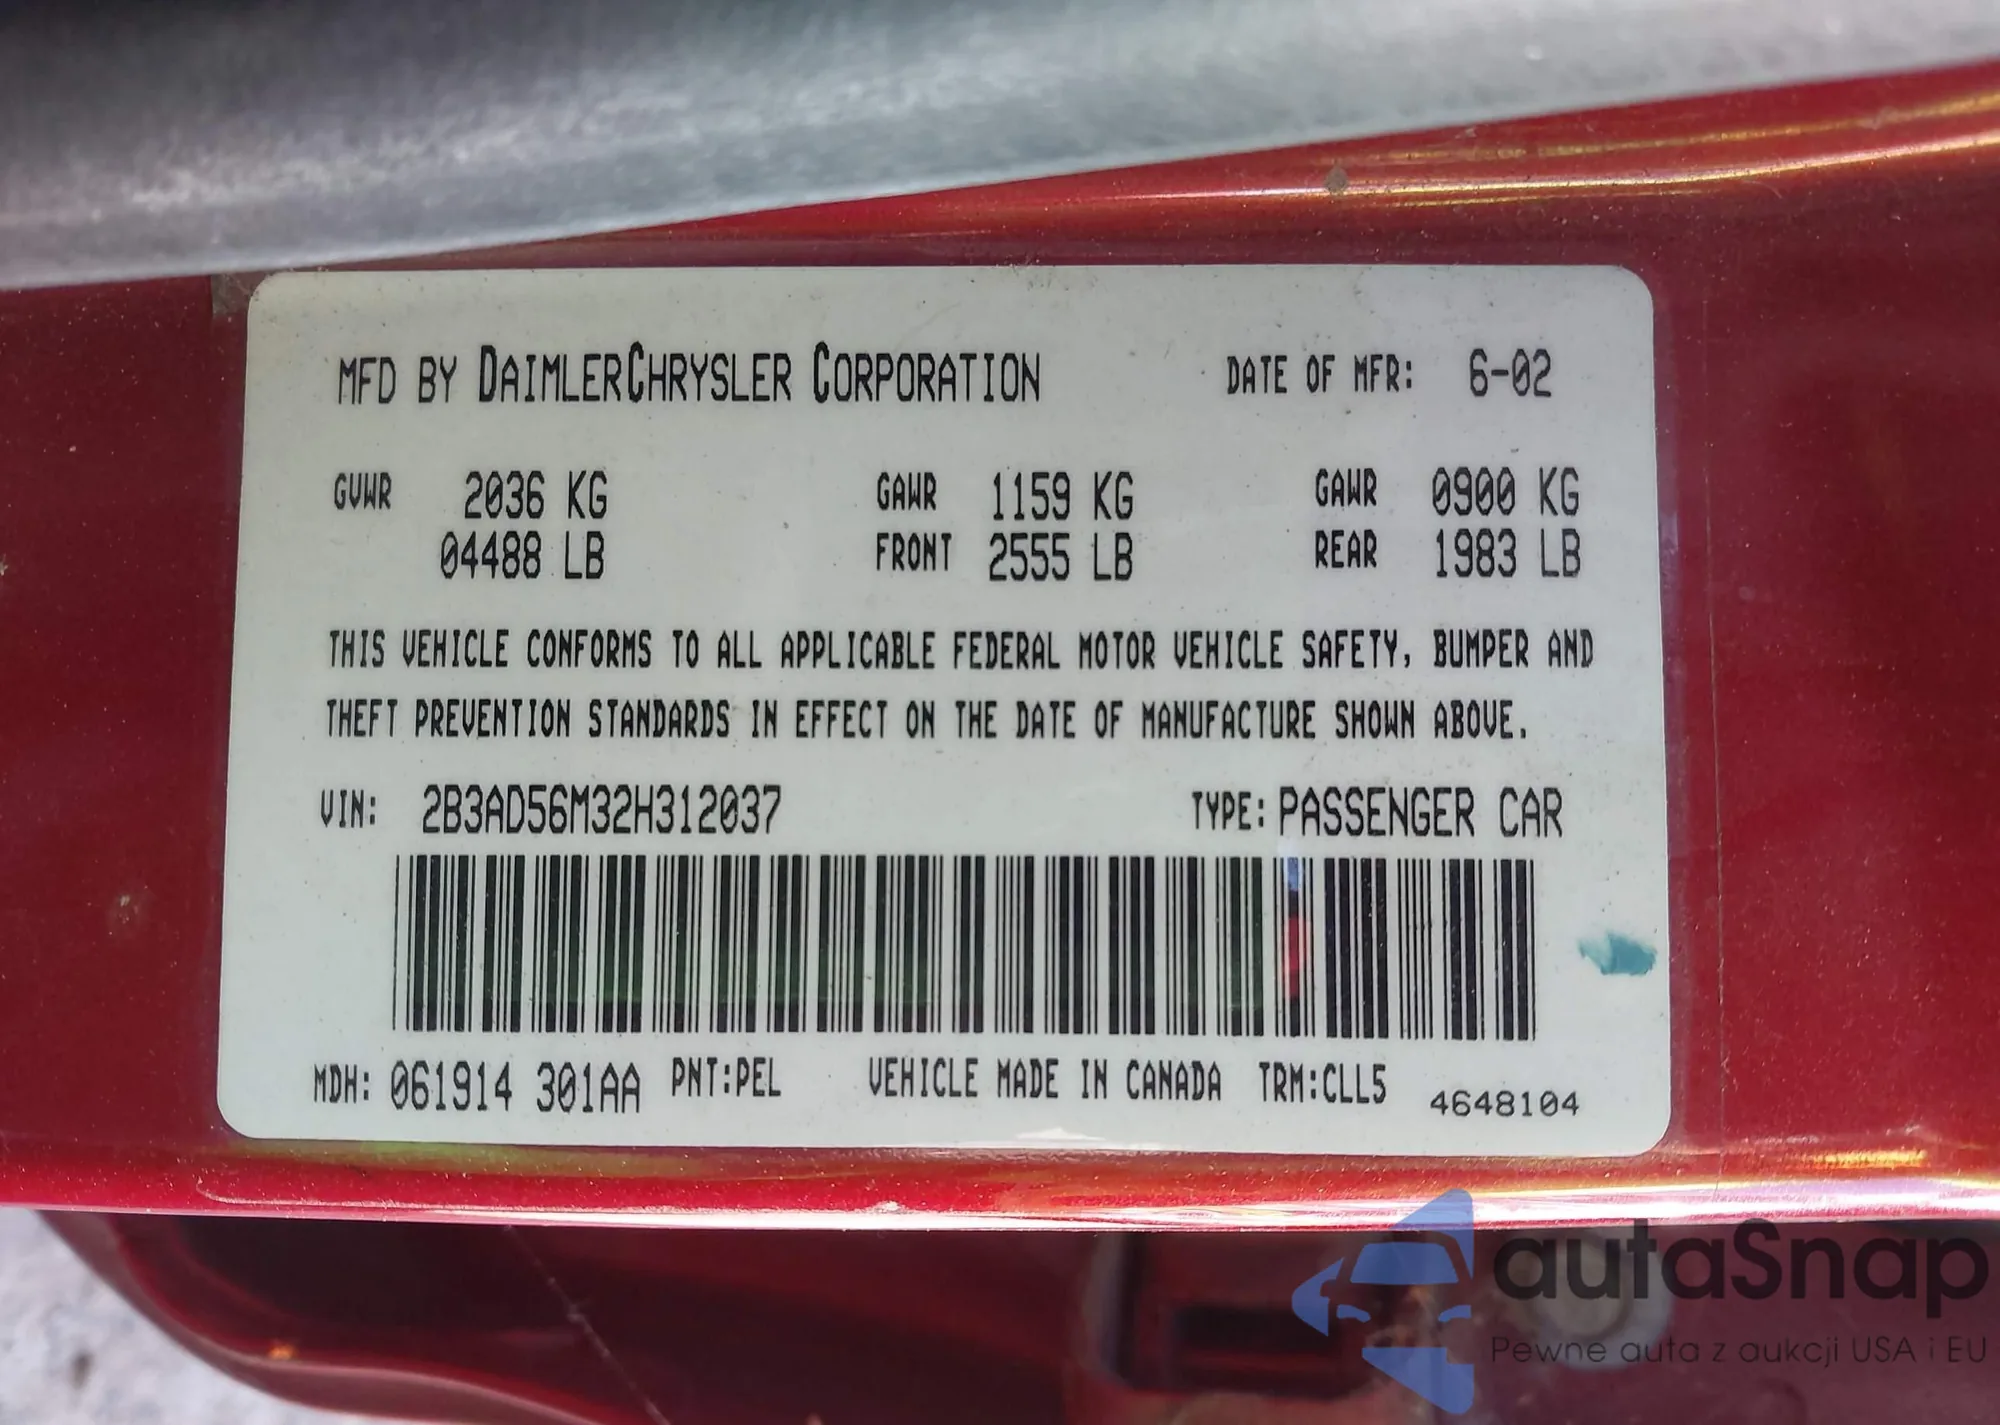 MFD BY DAIMLERCHRYSLER CORPORATION DATE OF MFR: 6-02
GVWR 2036 KG GAWR 1159 KG GAWR 0900 KG
04488 LB FRONT 2555 LB REAR 1983 LB
THIS VEHICLE CONFORMS TO ALL APPLICABLE FEDERAL MOTOR VEHICLE SAFETY, BUMPER AND
THEFT PREVENTION STANDARDS IN EFFECT ON THE DATE OF MANUFACTURE SHOWN ABOVE.
VIN: 2B3AD56M32H312037 TYPE: PASSENGER CAR
MDH: 061914 301AA PNT:PEL VEHICLE MADE IN CANADA TRM:CLL5 4648104
autaSnap
Pewne auta z aukcji USA i EU